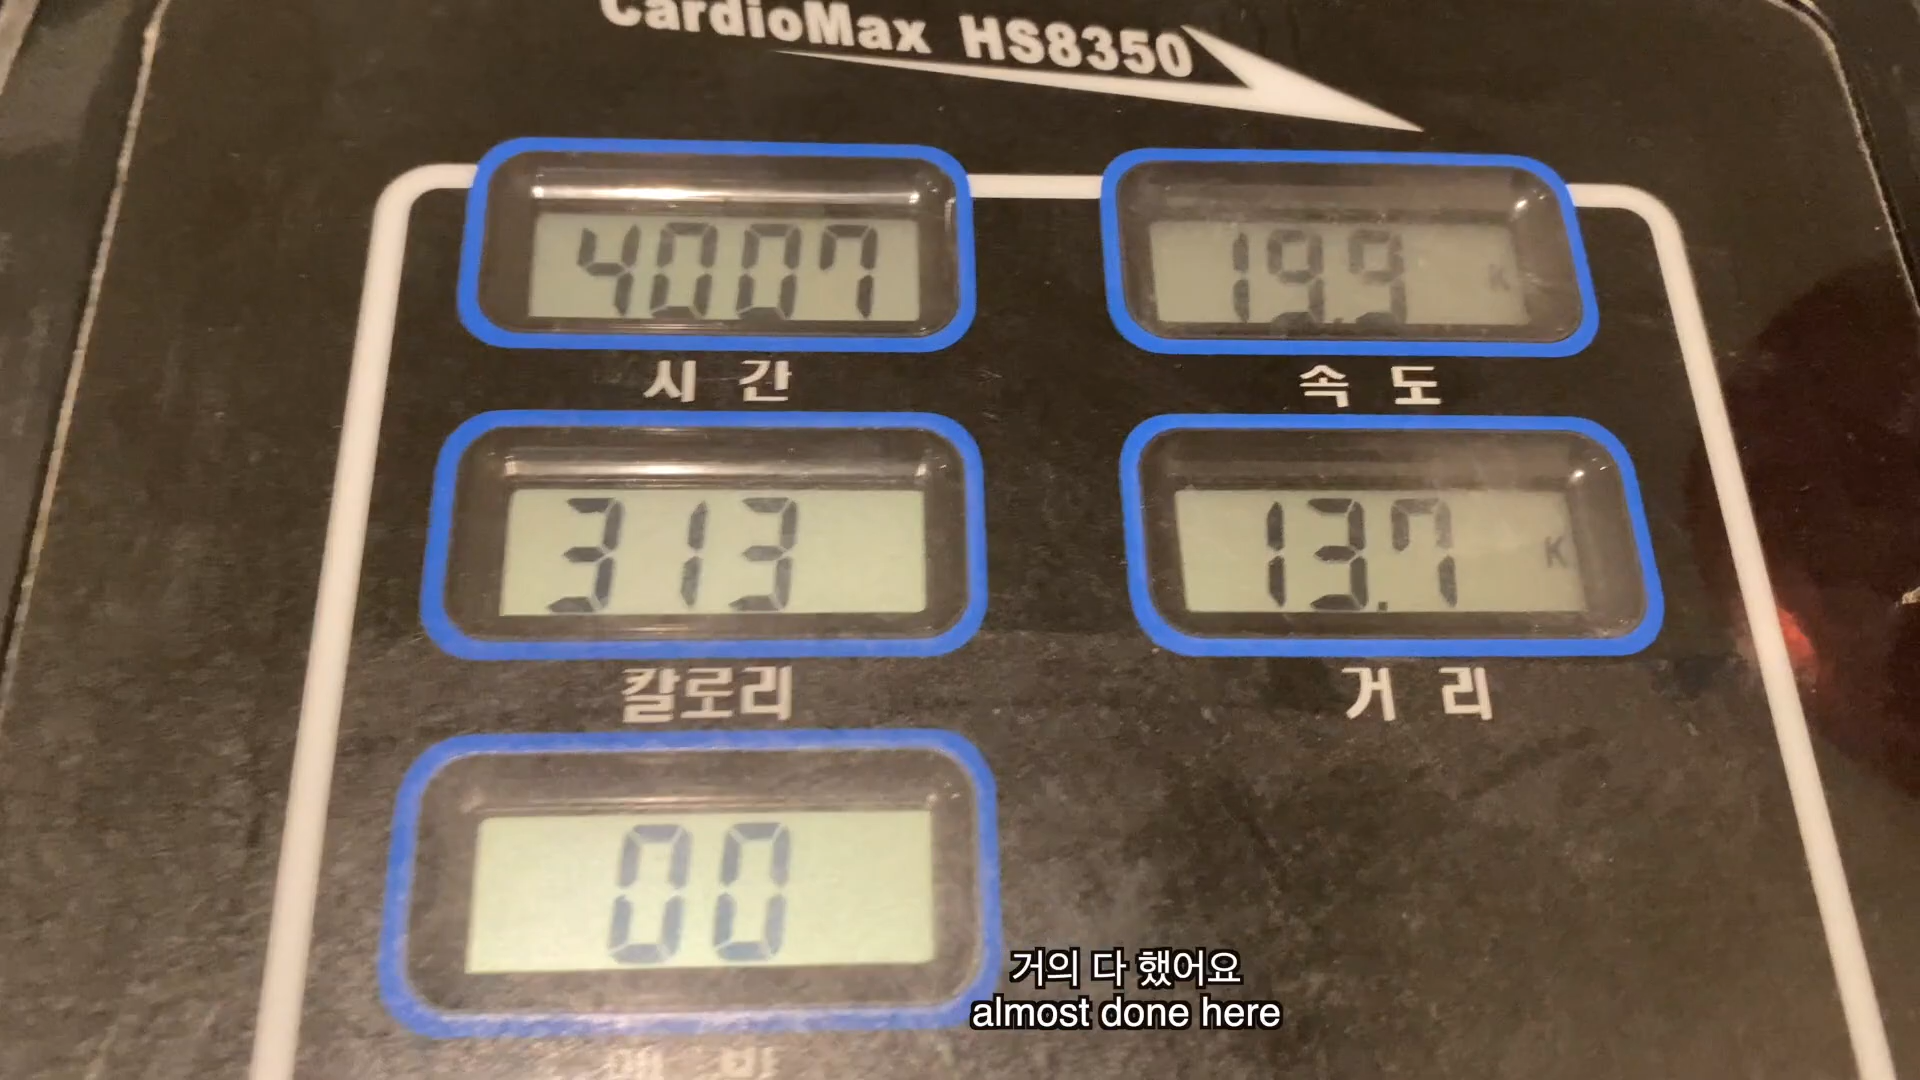 CardioMax HS8350
4007
19.9 K
시 간
속 도
313
13.7 K
칼로리
거 리
00
거의 다 했어요
almost done here